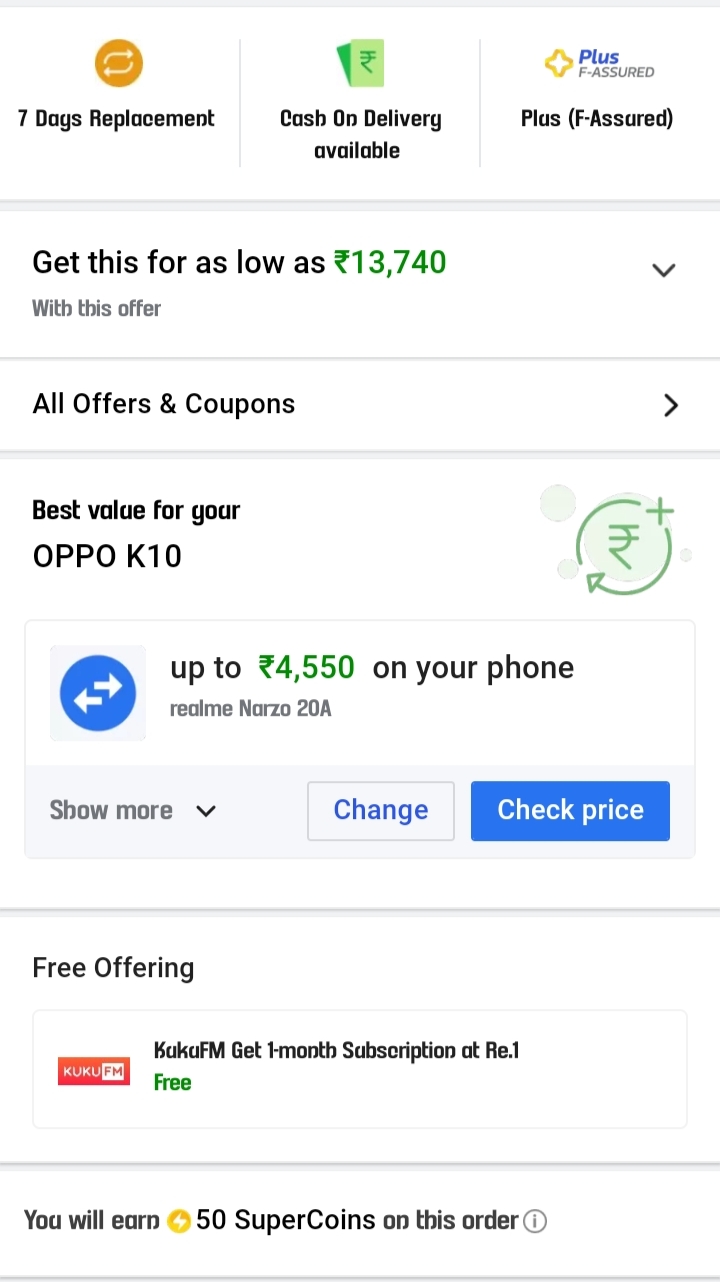 Plus
F-ASSURED
7 Days Replacement
Cash On Delivery
available
Plus (F-Assured)
Get this for as low as ₹13,740
With this offer
All Offers & Coupons
Best value for your
OPPO K10
₹
up to ₹4,550 on your phone
realme Narzo 20A
Show more
Change
Check price
Free Offering
KUKU FM
KukuFM Get 1-month Subscription at Re.1
Free
You will earn 50 SuperCoins on this order